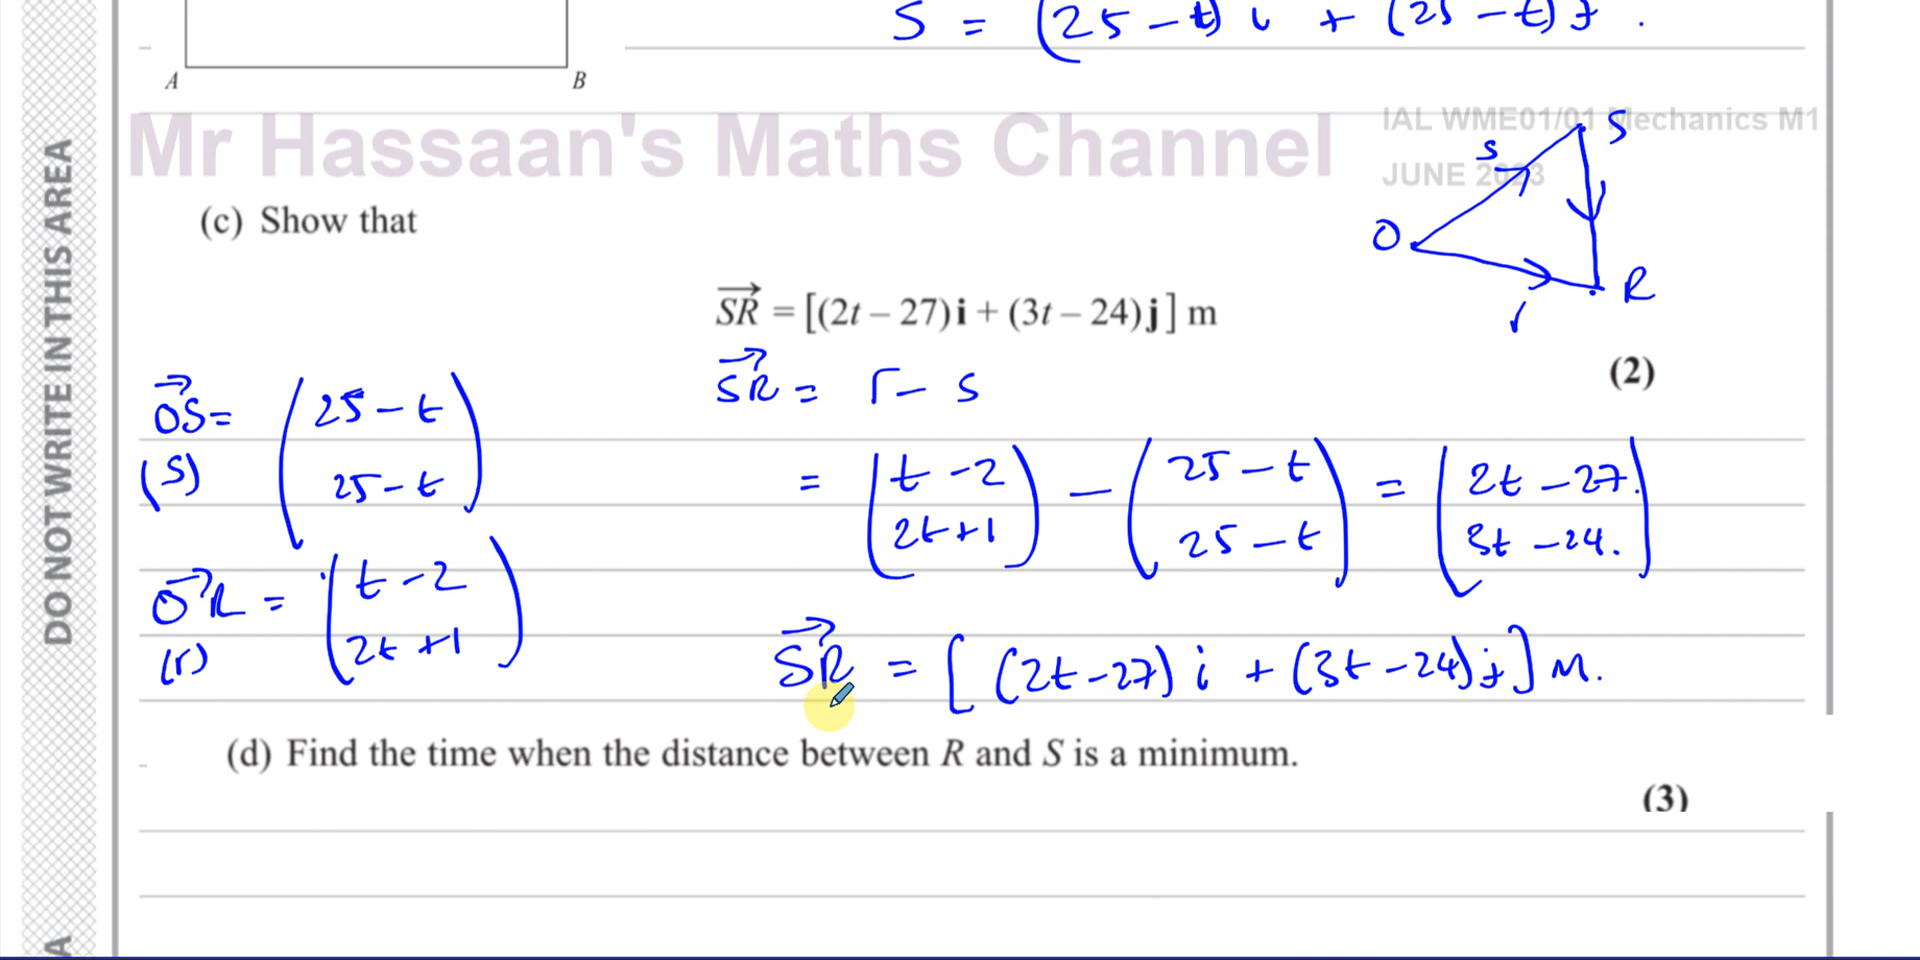 S = (25 - t) i + (25 - t) j .
A
B
Mr Hassaan's Maths Channel
IAL WME01/01 Mechanics M1
JUNE 2023
DO NOT WRITE IN THIS AREA
S
s
O
R
r
(c) Show that
SR = [(2t – 27)i + (3t – 24)j] m
(2)
SR = r - s
OS = (25 - t
25 - t)
(s)
= (t - 2
2t + 1) - (25 - t
25 - t) = (2t - 27.
3t - 24.)
OR = (t - 2
2t + 1)
(r)
SR = [(2t - 27) i + (3t - 24) j] m.
(d) Find the time when the distance between R and S is a minimum.
(3)
A